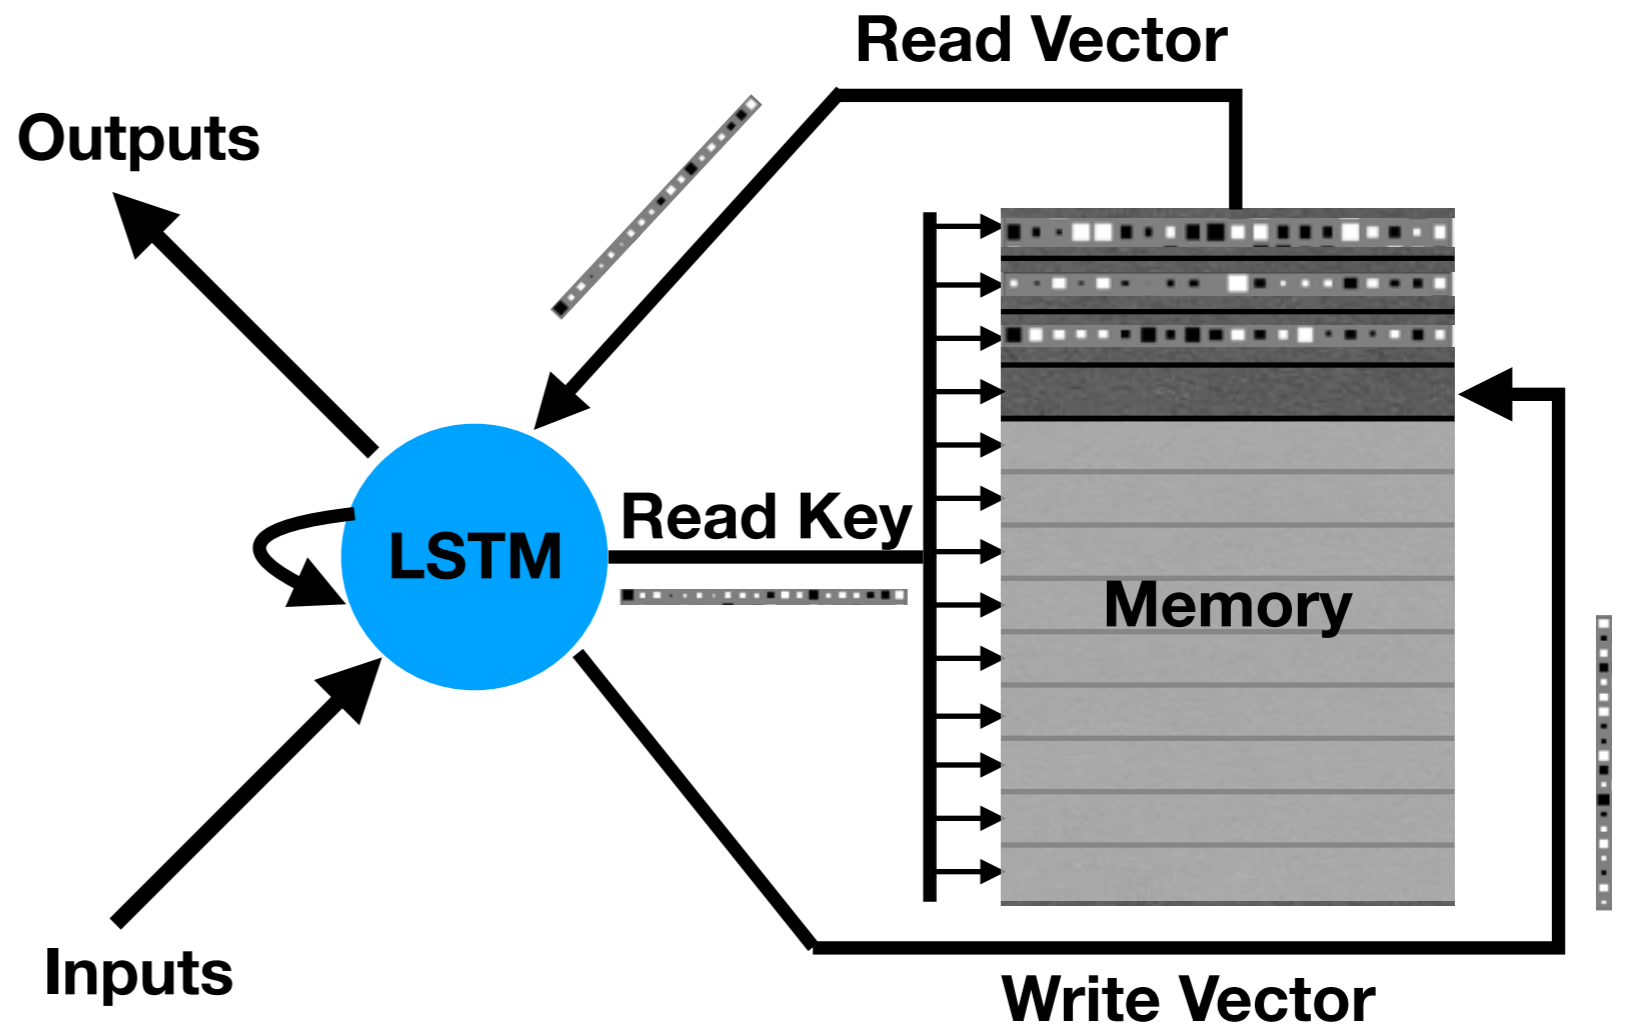 Read Vector
Outputs
Read Key
LSTM
Memory
Inputs
Write Vector